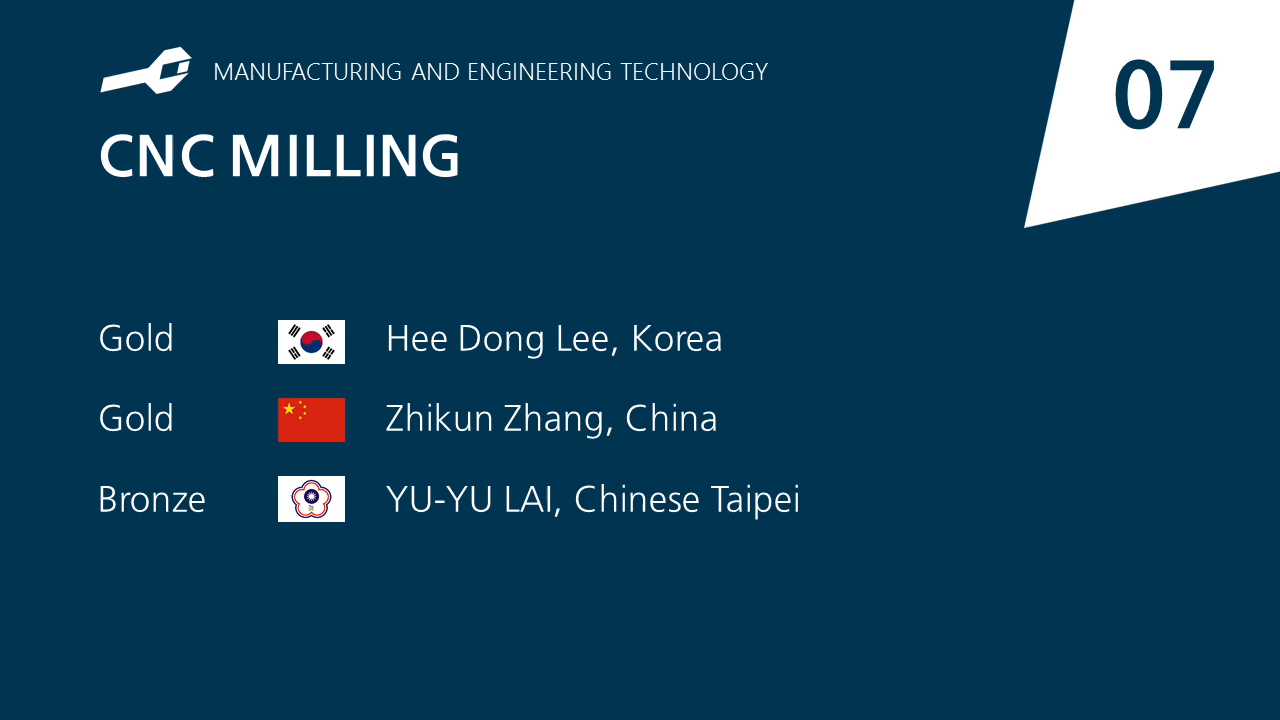 MANUFACTURING AND ENGINEERING TECHNOLOGY
07
CNC MILLING
Gold Hee Dong Lee, Korea
Gold Zhikun Zhang, China
Bronze YU-YU LAI, Chinese Taipei